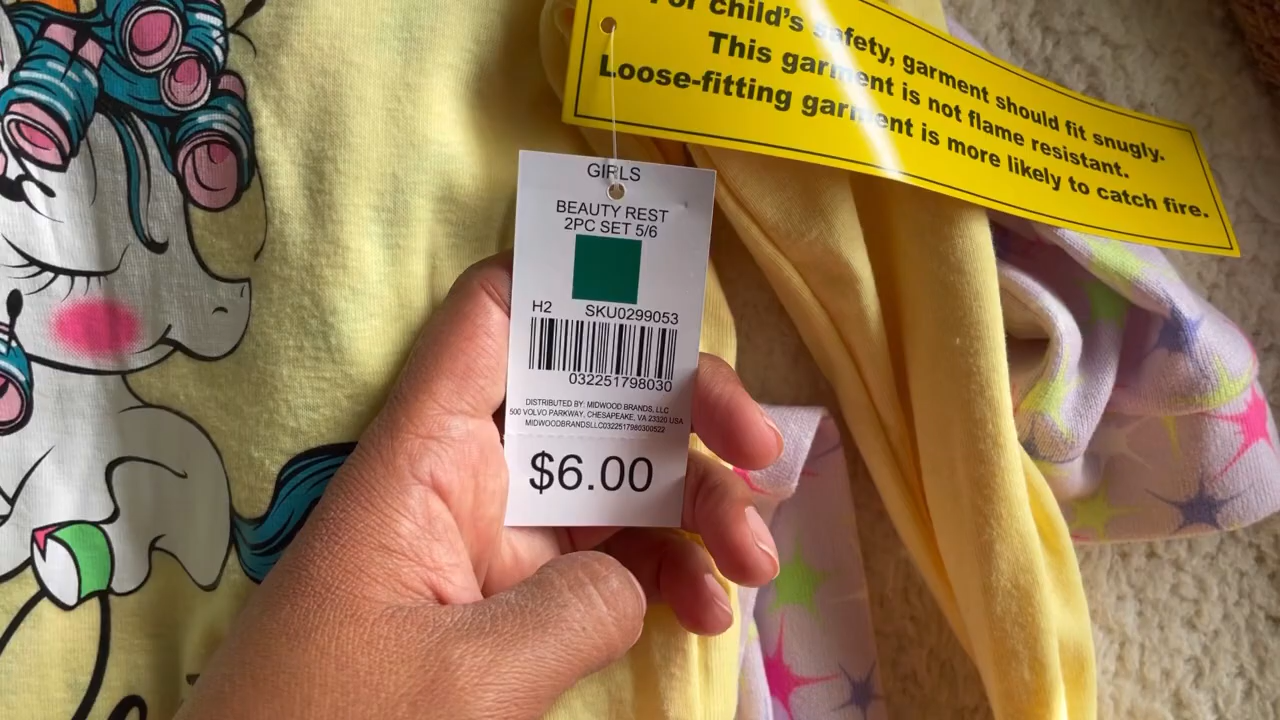 For child's safety, garment should fit snugly.
This garment is not flame resistant.
Loose-fitting garment is more likely to catch fire.
GIRLS
BEAUTY REST
2PC SET 5/6
H2 SKU0299053
032251798030
DISTRIBUTED BY: MIDWOOD BRANDS, LLC
500 VOLVO PARKWAY, CHESAPEAKE, VA 23320 USA
MIDWOODBRANDSLLC0322517980300522
$6.00